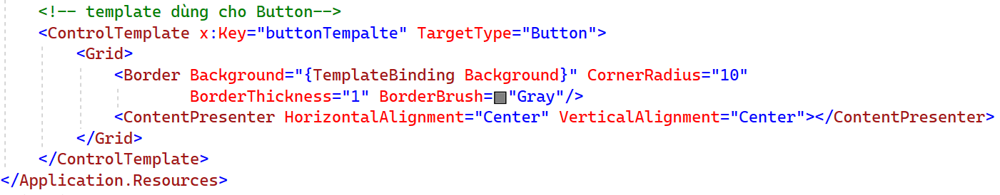 <!-- template dùng cho Button-->
<ControlTemplate x:Key="buttonTempalte" TargetType="Button">
<Grid>
<Border Background="{TemplateBinding Background}" CornerRadius="10"
BorderThickness="1" BorderBrush="Gray"/>
<ContentPresenter HorizontalAlignment="Center" VerticalAlignment="Center"></ContentPresenter>
</Grid>
</ControlTemplate>
</Application.Resources>